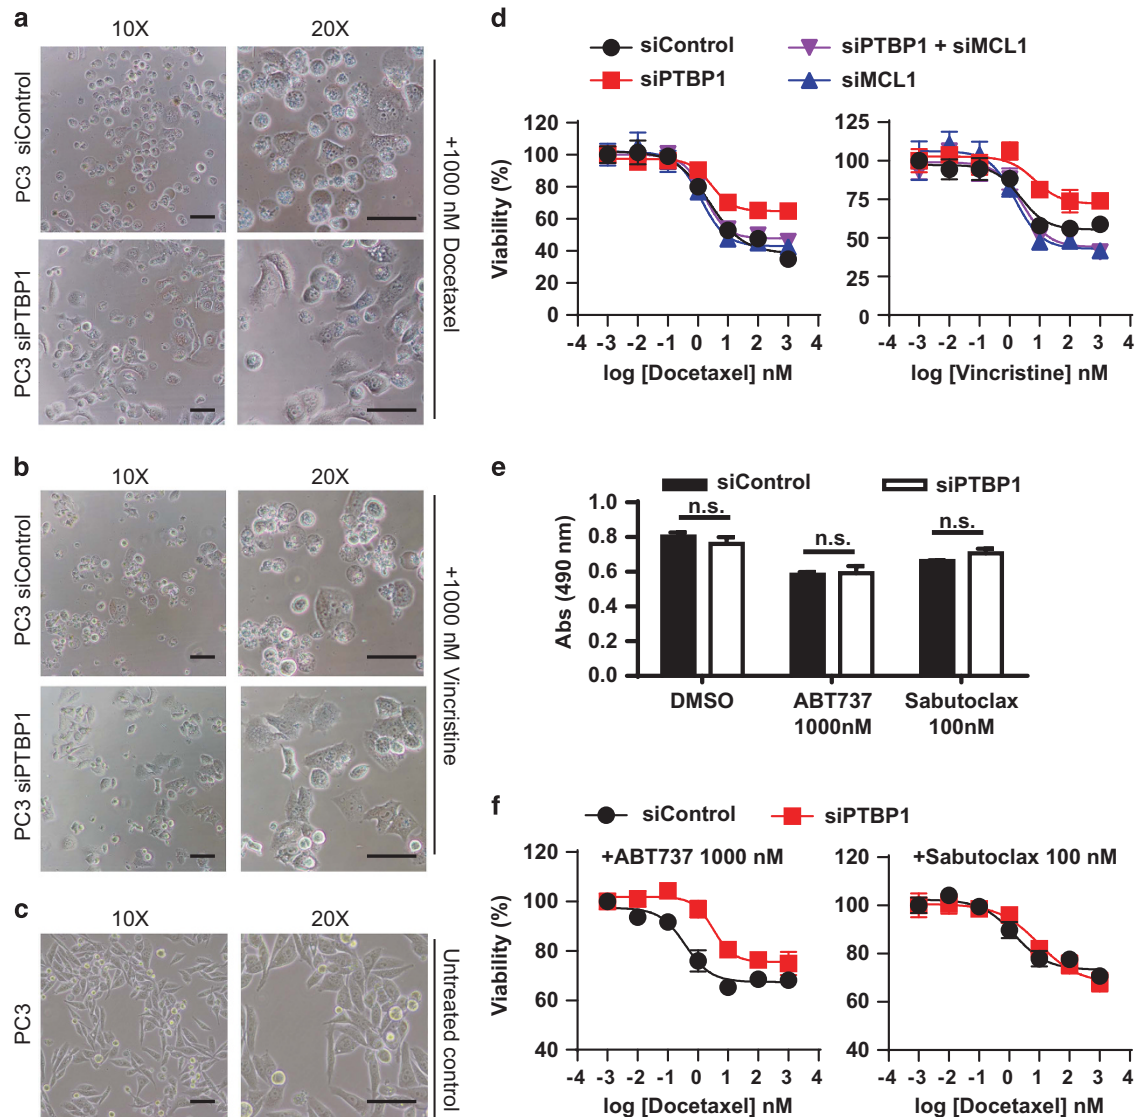 a
10X
20X
PC3 siControl
PC3 siPTBP1
+1000 nM Docetaxel
b
10X
20X
PC3 siControl
PC3 siPTBP1
+1000 nM Vincristine
c
10X
20X
PC3
Untreated control
d
siControl
siPTBP1 + siMCL1
siPTBP1
siMCL1
Viability (%)
120
100
80
60
40
20
0
-4 -3 -2 -1 0 1 2 3 4
log [Docetaxel] nM
125
100
75
50
25
0
-4 -3 -2 -1 0 1 2 3 4
log [Vincristine] nM
e
siControl
siPTBP1
Abs (490 nm)
1.0
0.8
0.6
0.4
0.2
0.0
n.s.
n.s.
n.s.
DMSO
ABT737
1000nM
Sabutoclax
100nM
f
siControl
siPTBP1
+ABT737 1000 nM
Viability (%)
120
100
80
60
40
-4 -3 -2 -1 0 1 2 3 4
log [Docetaxel] nM
+Sabutoclax 100 nM
120
100
80
60
40
-4 -3 -2 -1 0 1 2 3 4
log [Docetaxel] nM